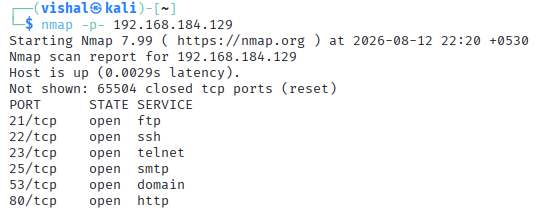 ┌──(vishal㉿kali)-[~]
└─$ nmap -p- 192.168.184.129
Starting Nmap 7.99 ( https://nmap.org ) at 2026-08-12 22:20 +0530
Nmap scan report for 192.168.184.129
Host is up (0.0029s latency).
Not shown: 65504 closed tcp ports (reset)
PORT      STATE SERVICE
21/tcp    open  ftp
22/tcp    open  ssh
23/tcp    open  telnet
25/tcp    open  smtp
53/tcp    open  domain
80/tcp    open  http